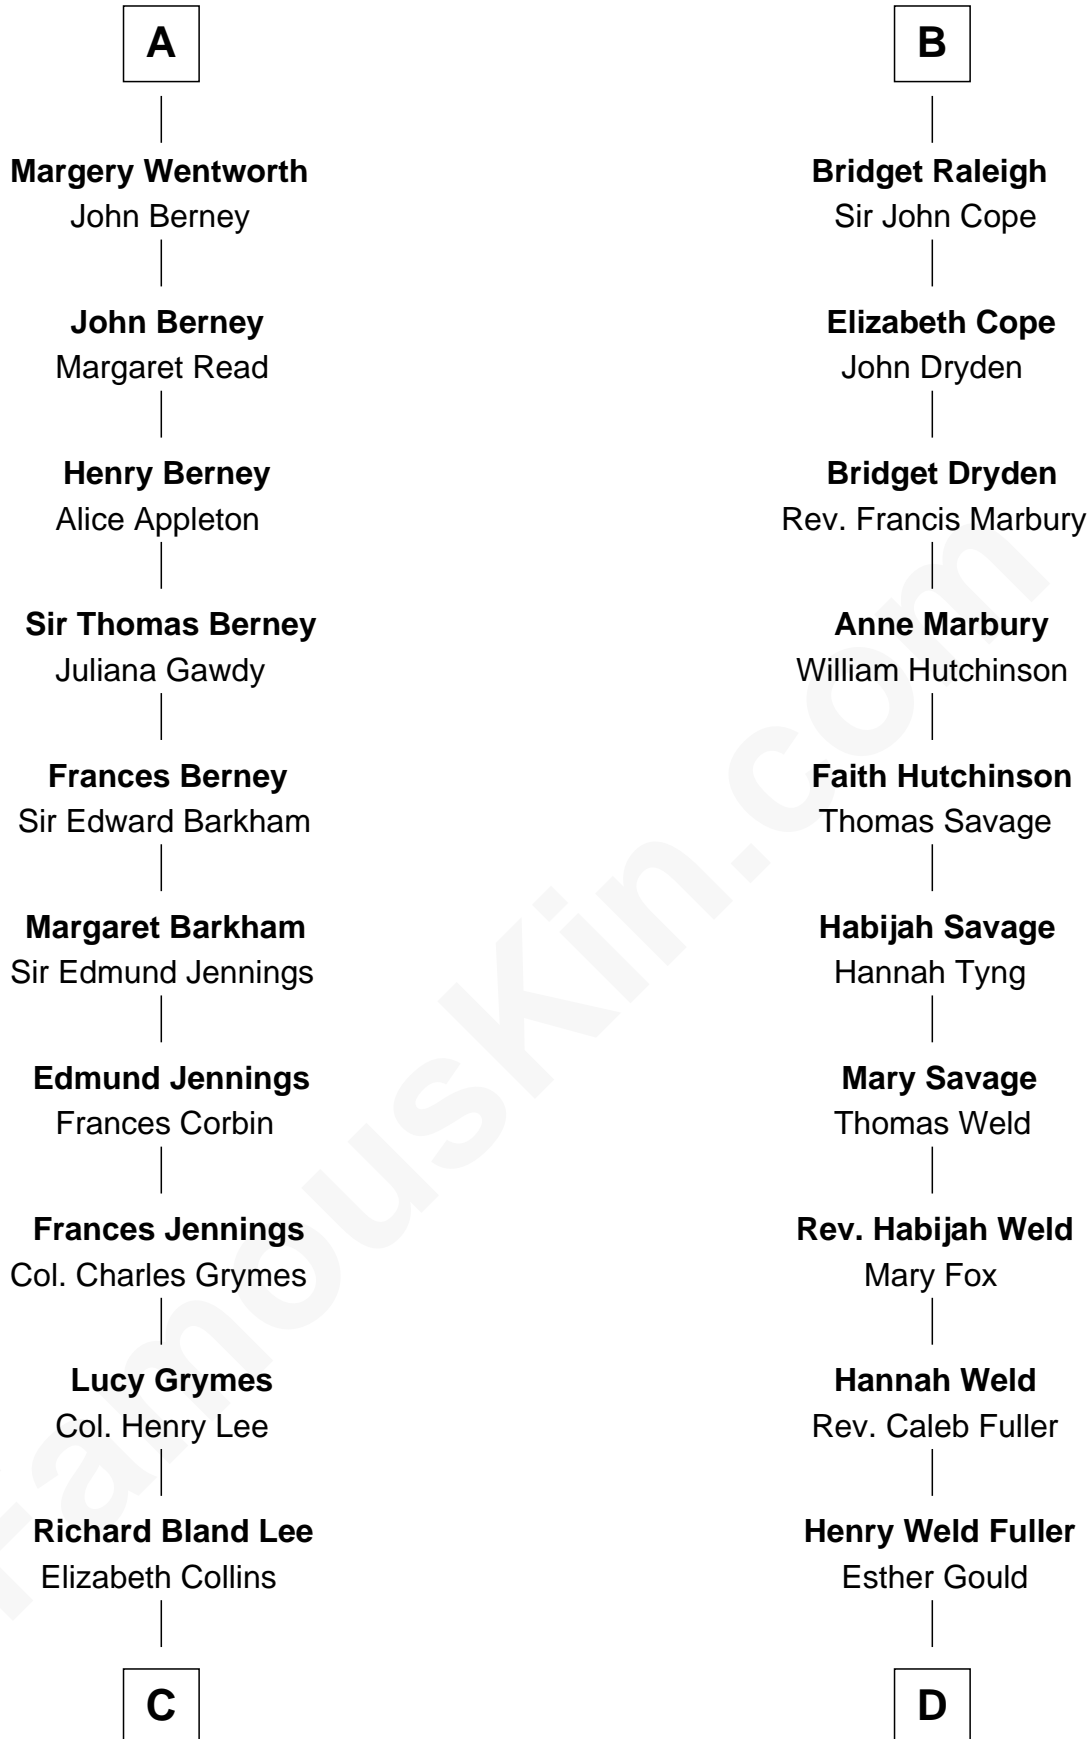 A
Margery Wentworth
John Berney
John Berney
Margaret Read
Henry Berney
Alice Appleton
Sir Thomas Berney
Juliana Gawdy
Frances Berney
Sir Edward Barkham
Margaret Barkham
Sir Edmund Jennings
Edmund Jennings
Frances Corbin
Frances Jennings
Col. Charles Grymes
Lucy Grymes
Col. Henry Lee
Richard Bland Lee
Elizabeth Collins
C
B
Bridget Raleigh
Sir John Cope
Elizabeth Cope
John Dryden
Bridget Dryden
Rev. Francis Marbury
Anne Marbury
William Hutchinson
Faith Hutchinson
Thomas Savage
Habijah Savage
Hannah Tyng
Mary Savage
Thomas Weld
Rev. Habijah Weld
Mary Fox
Hannah Weld
Rev. Caleb Fuller
Henry Weld Fuller
Esther Gould
D
FamousKin.com